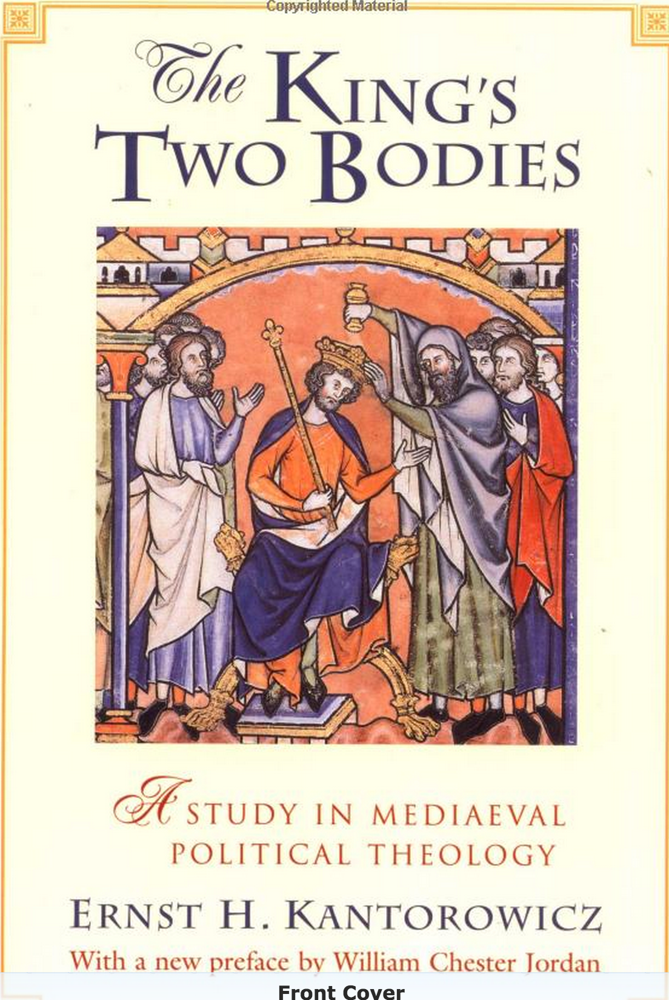 Copyrighted Material
The King's
Two Bodies
A STUDY IN MEDIAEVAL
POLITICAL THEOLOGY
Ernst H. Kantorowicz
With a new preface by William Chester Jordan
Front Cover